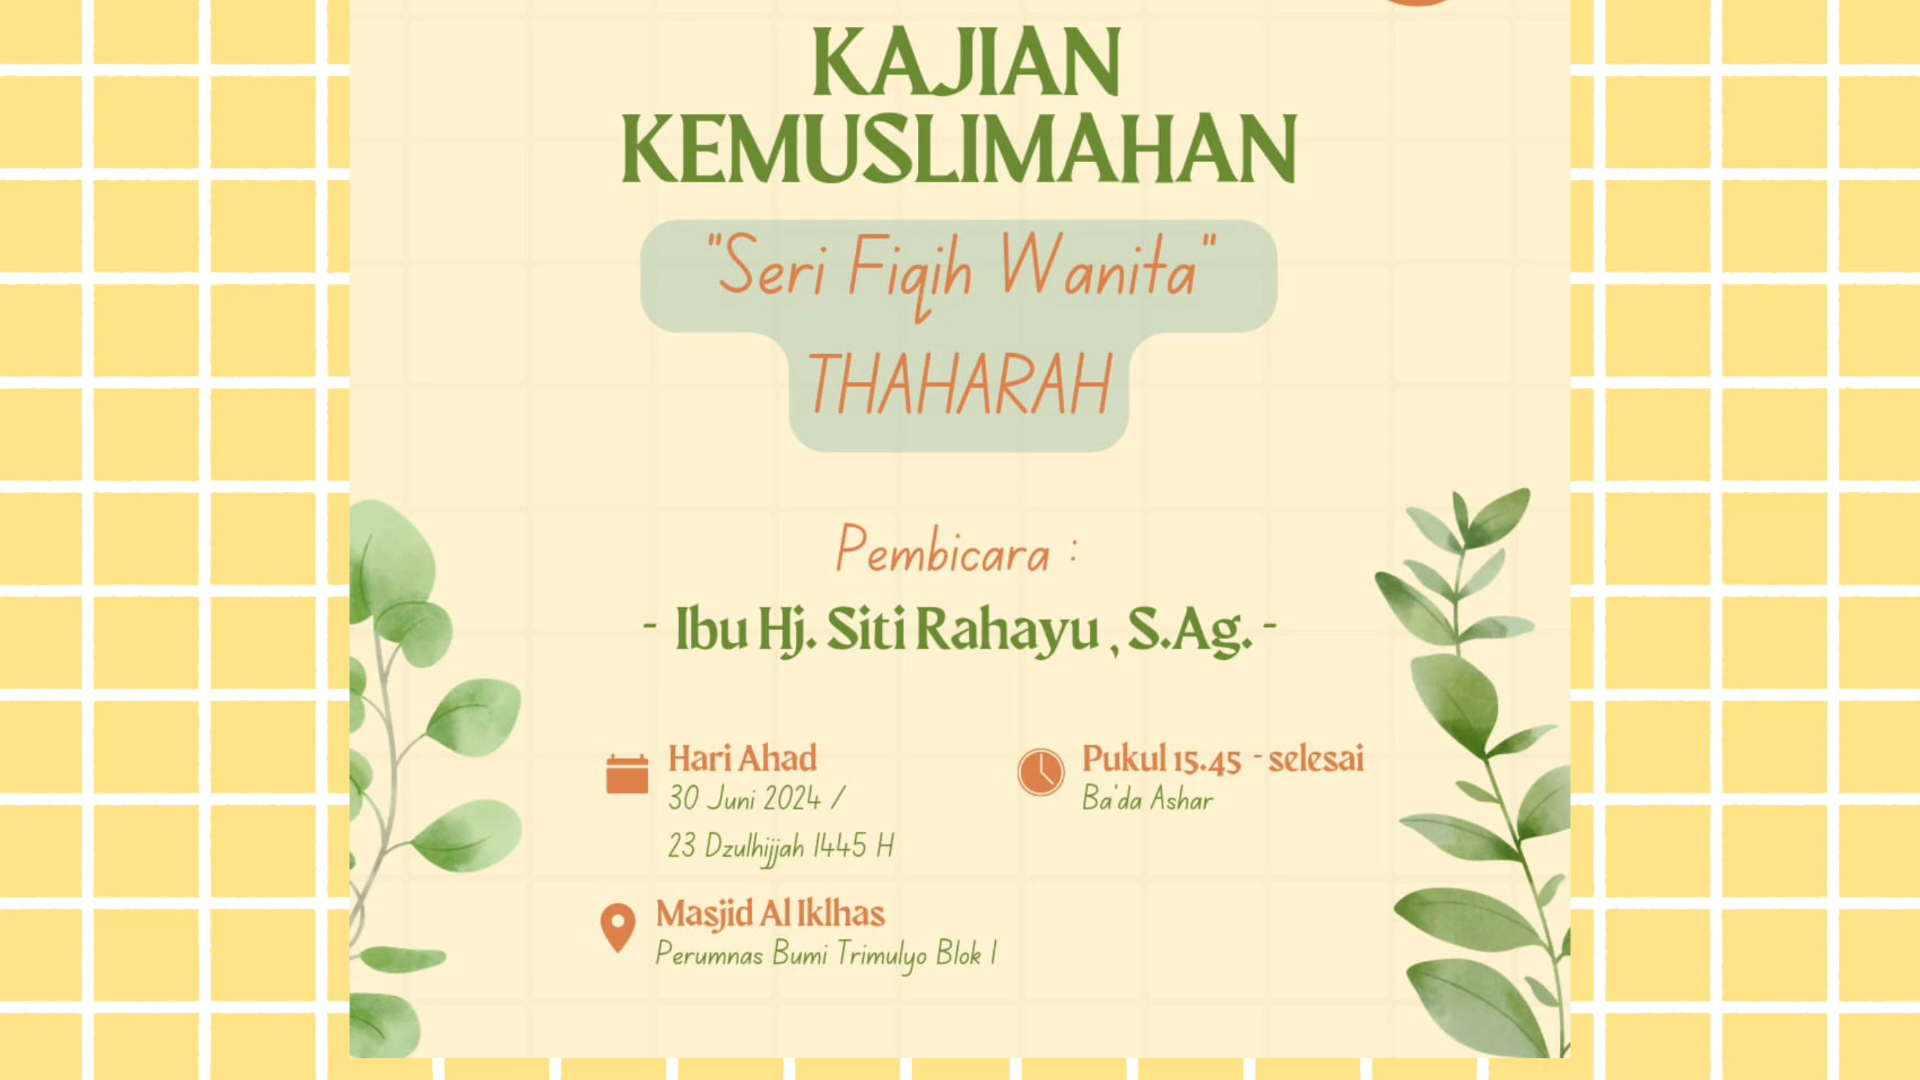 KAJIAN
KEMUSLIMAHAN
"Seri Fiqih Wanita"
THAHARAH
Pembicara :
- Ibu Hj. Siti Rahayu , S.Ag. -
Hari Ahad
30 Juni 2024 /
23 Dzulhijjah 1445 H
Pukul 15.45 - selesai
Ba'da Ashar
Masjid Al Iklhas
Perumnas Bumi Trimulyo Blok I